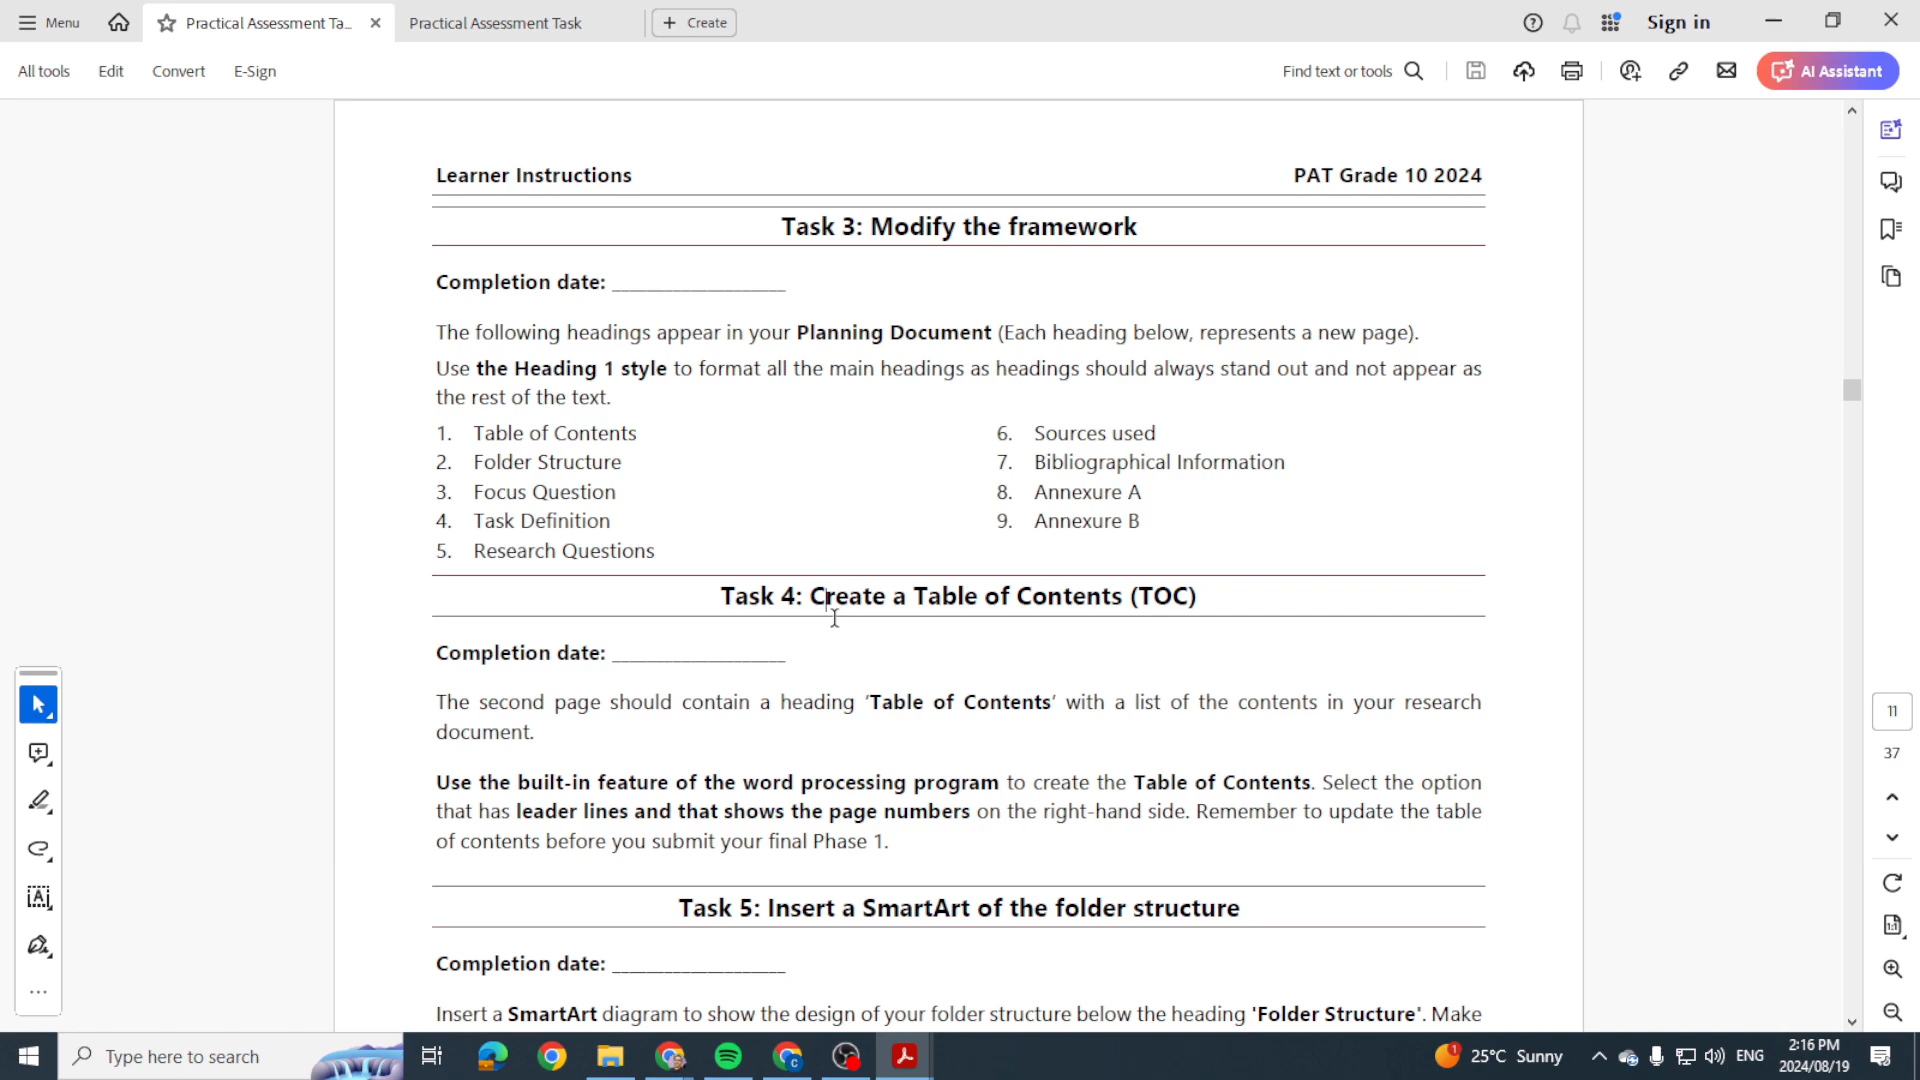 Menu
Practical Assessment Ta...
Practical Assessment Task
Create
Sign in
All tools
Edit
Convert
E-Sign
Find text or tools
AI Assistant
Learner Instructions
PAT Grade 10 2024
Task 3: Modify the framework
Completion date: ____________________
The following headings appear in your Planning Document (Each heading below, represents a new page).
Use the Heading 1 style to format all the main headings as headings should always stand out and not appear as
the rest of the text.
1. Table of Contents
2. Folder Structure
3. Focus Question
4. Task Definition
5. Research Questions
6. Sources used
7. Bibliographical Information
8. Annexure A
9. Annexure B
Task 4: Create a Table of Contents (TOC)
Completion date: ____________________
The second page should contain a heading ‘Table of Contents’ with a list of the contents in your research
document.
Use the built-in feature of the word processing program to create the Table of Contents. Select the option
that has leader lines and that shows the page numbers on the right-hand side. Remember to update the table
of contents before you submit your final Phase 1.
Task 5: Insert a SmartArt of the folder structure
Completion date: ____________________
Insert a SmartArt diagram to show the design of your folder structure below the heading 'Folder Structure'. Make
11
37
Type here to search
1
25°C Sunny
ENG
2:16 PM
2024/08/19